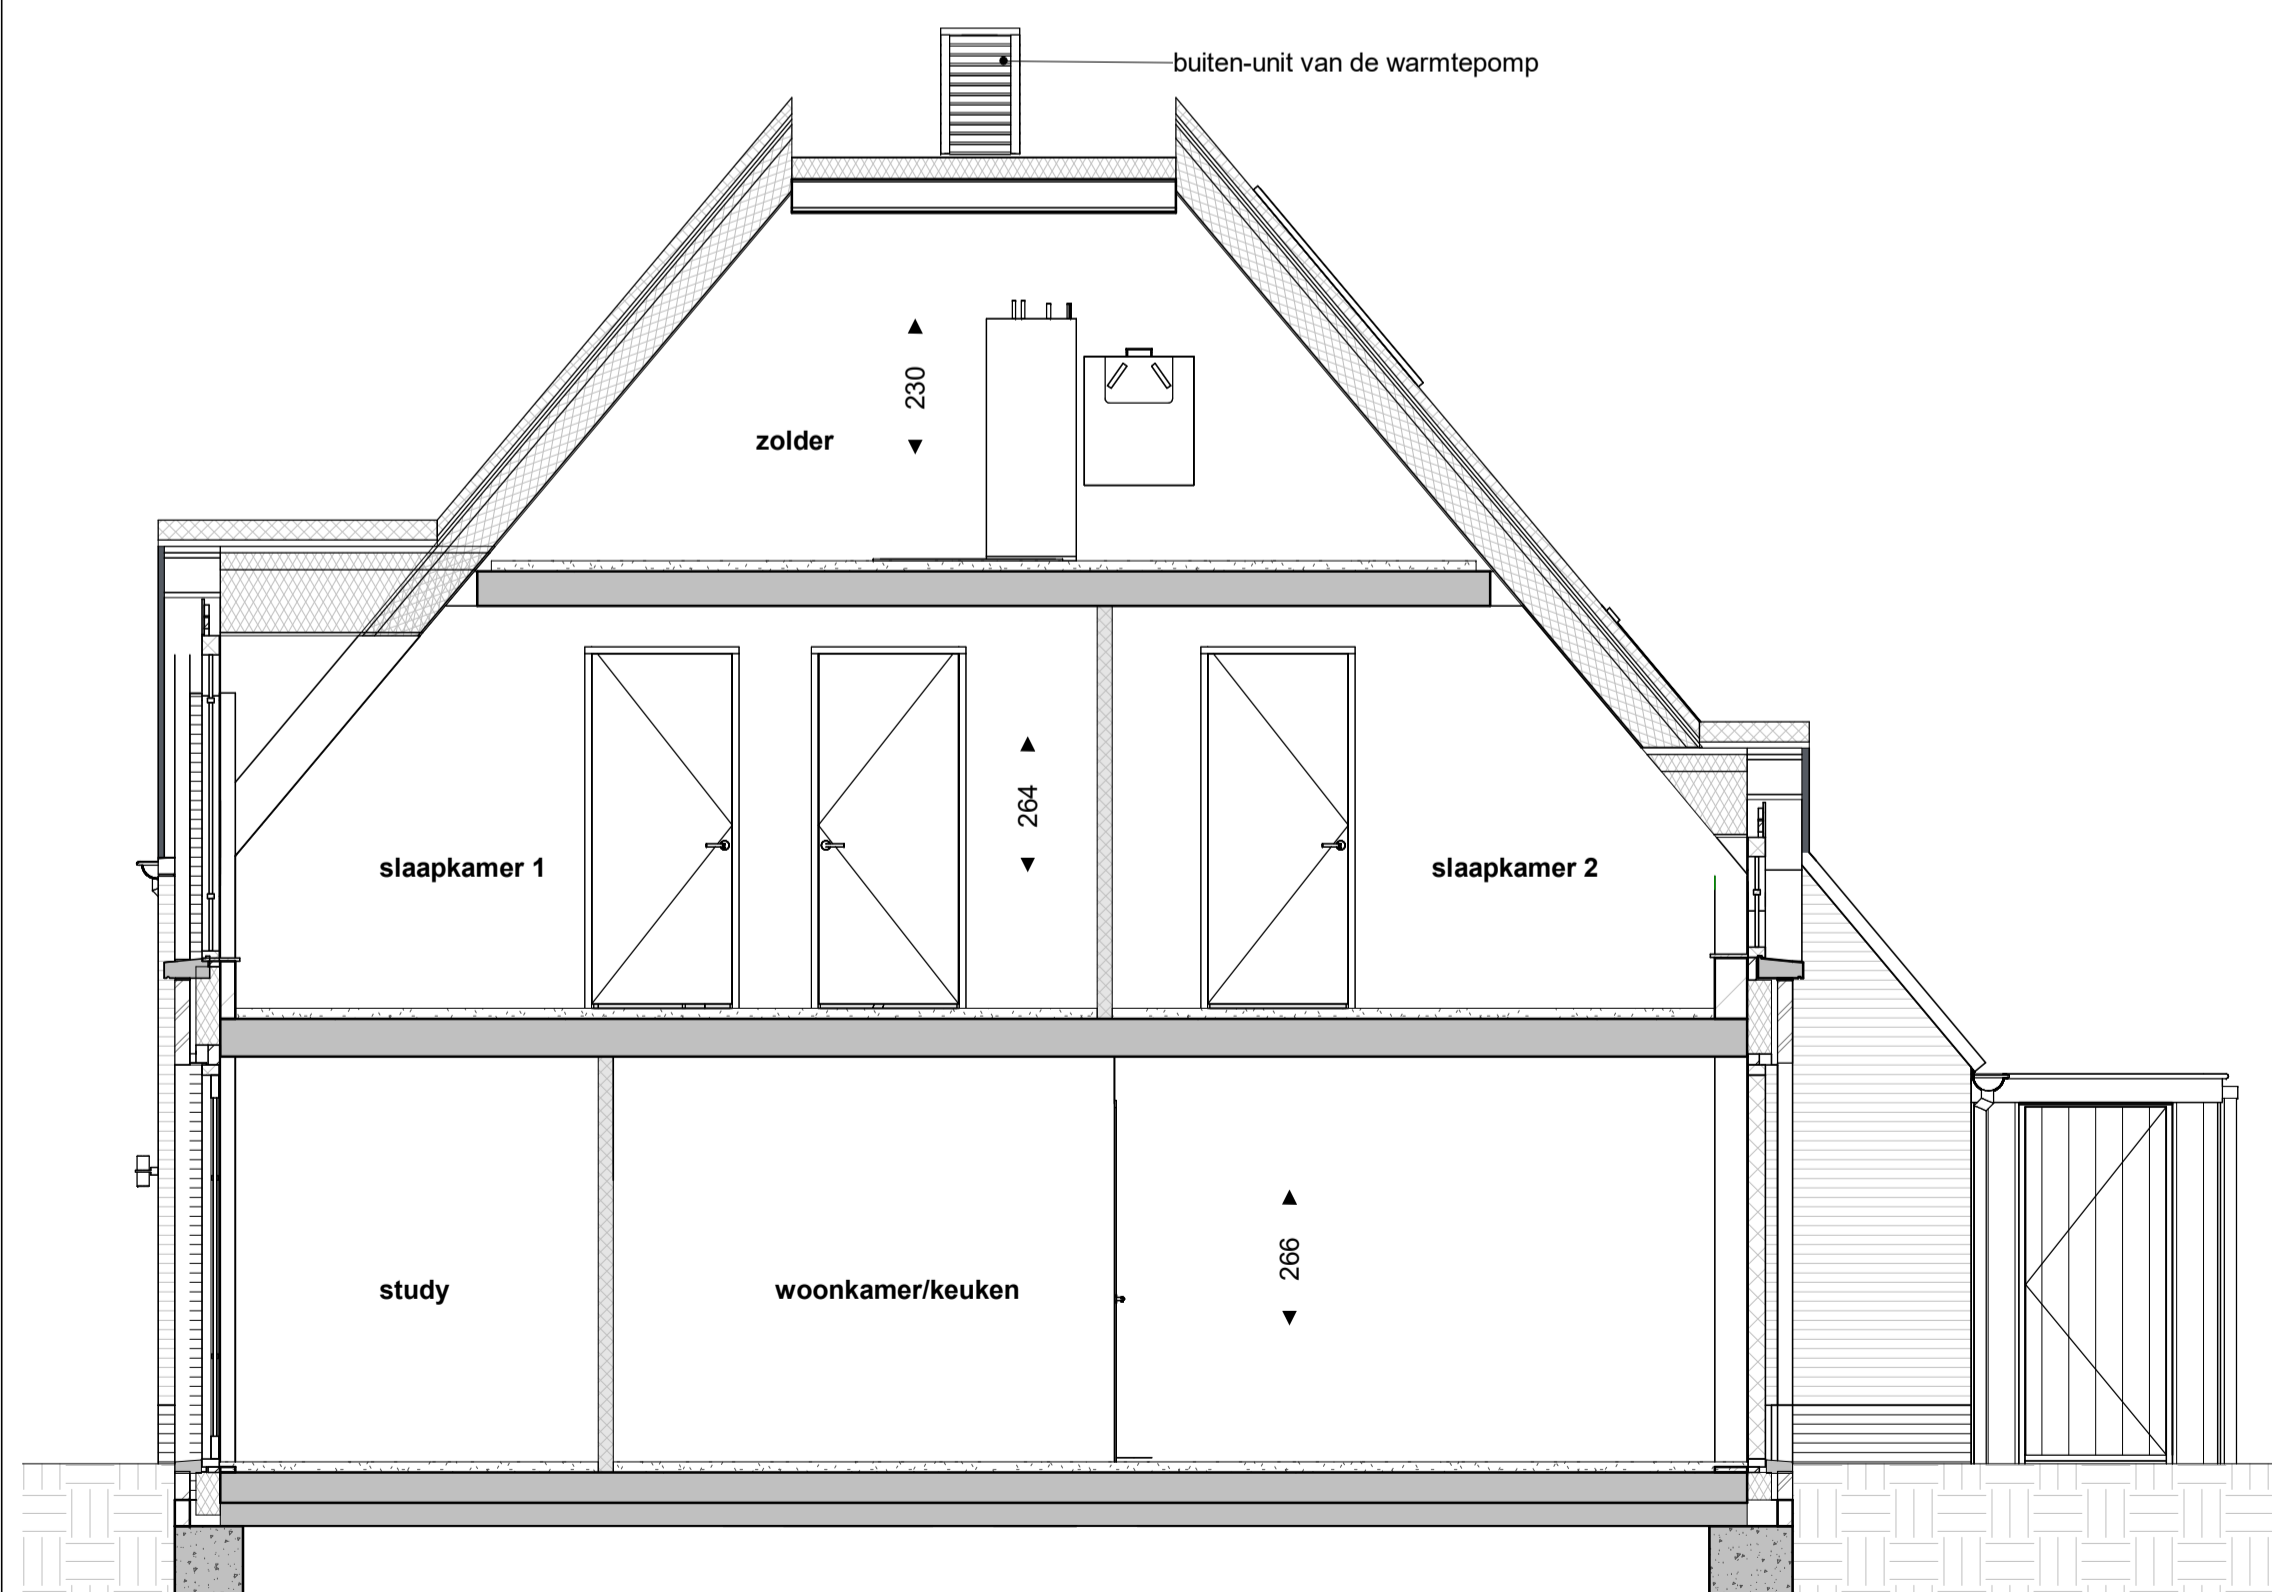 buiten-unit van de warmtepomp
230
zolder
264
slaapkamer 1
slaapkamer 2
266
study
woonkamer/keuken